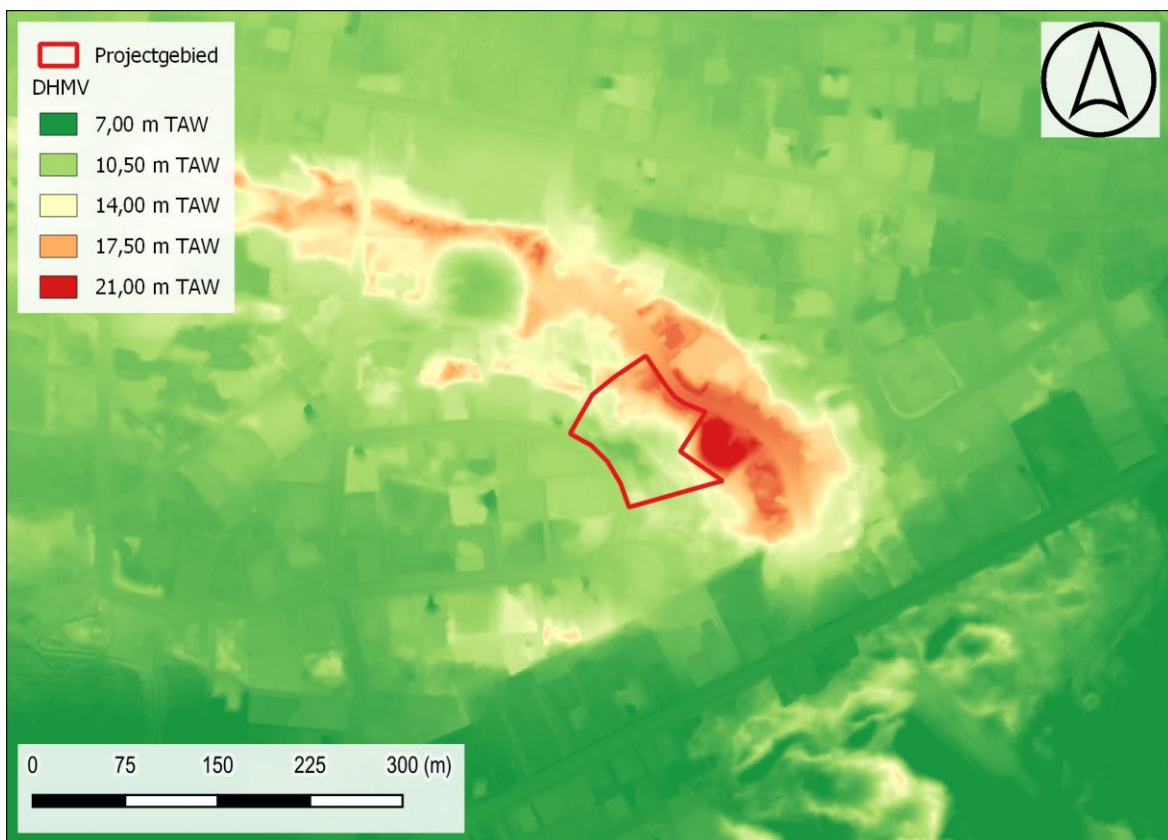 Projectgebied
DHMV
7,00 m TAW
10,50 m TAW
14,00 m TAW
17,50 m TAW
21,00 m TAW
0 75 150 225 300 (m)